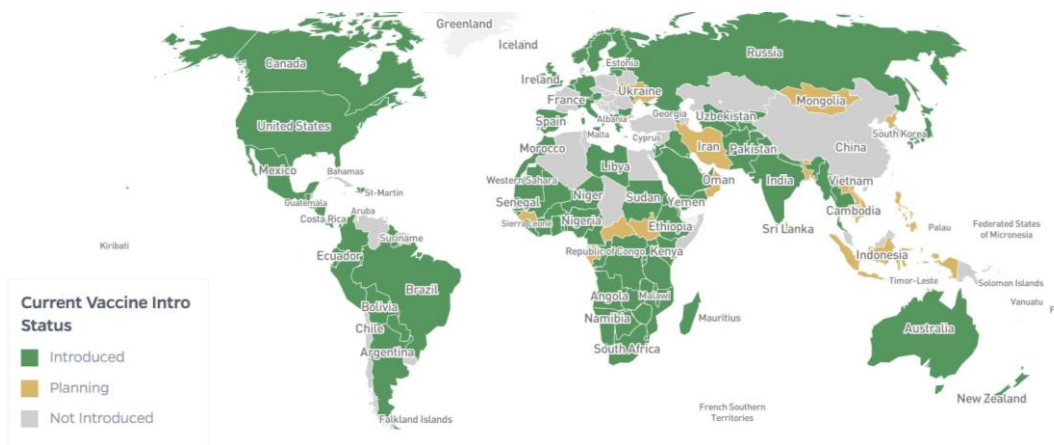 Greenland
Iceland
Canada
Russia
Estonia
Ireland
Ukraine
France
Mongolia
United States
Spain
Albania
Georgia
Uzbekistan
South Korea
Malta
Cyprus
Iran
Pakistan
China
Morocco
Mexico
Bahamas
Libya
Western Sahara
St-Martin
Oman
India
Vietnam
Guatemala
Senegal
Niger
Sudan
Yemen
Costa Rica
Aruba
Sierra Leone
Nigeria
Ethiopia
Sri Lanka
Cambodia
Palau
Federated States
of Micronesia
Kiribati
Suriname
Ecuador
Republic of Congo
Kenya
Indonesia
Timor-Leste
Solomon Islands
Brazil
Angola
Malawi
Vanuatu
F
Bolivia
Namibia
Mauritius
Chile
Australia
Argentina
South Africa
New Zealand
French Southern
Territories
Falkland Islands
Current Vaccine Intro
Status
Introduced
Planning
Not Introduced